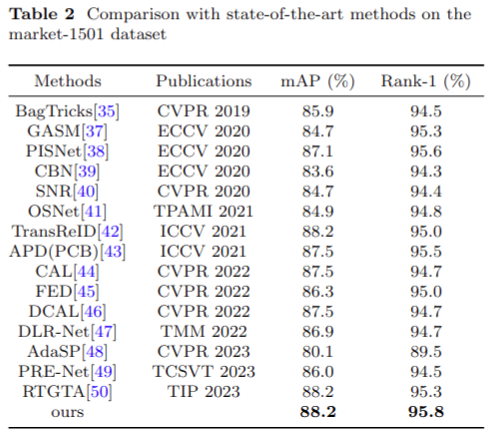 Table 2 Comparison with state-of-the-art methods on the
market-1501 dataset
Methods Publications mAP (%) Rank-1 (%)
BagTricks[35] CVPR 2019 85.9 94.5
GASM[37] ECCV 2020 84.7 95.3
PISNet[38] ECCV 2020 87.1 95.6
CBN[39] ECCV 2020 83.6 94.3
SNR[40] CVPR 2020 84.7 94.4
OSNet[41] TPAMI 2021 84.9 94.8
TransReID[42] ICCV 2021 88.2 95.0
APD(PCB)[43] ICCV 2021 87.5 95.5
CAL[44] CVPR 2022 87.5 94.7
FED[45] CVPR 2022 86.3 95.0
DCAL[46] CVPR 2022 87.5 94.7
DLR-Net[47] TMM 2022 86.9 94.7
AdaSP[48] CVPR 2023 80.1 89.5
PRE-Net[49] TCSVT 2023 86.0 94.5
RTGTA[50] TIP 2023 88.2 95.3
ours 88.2 95.8